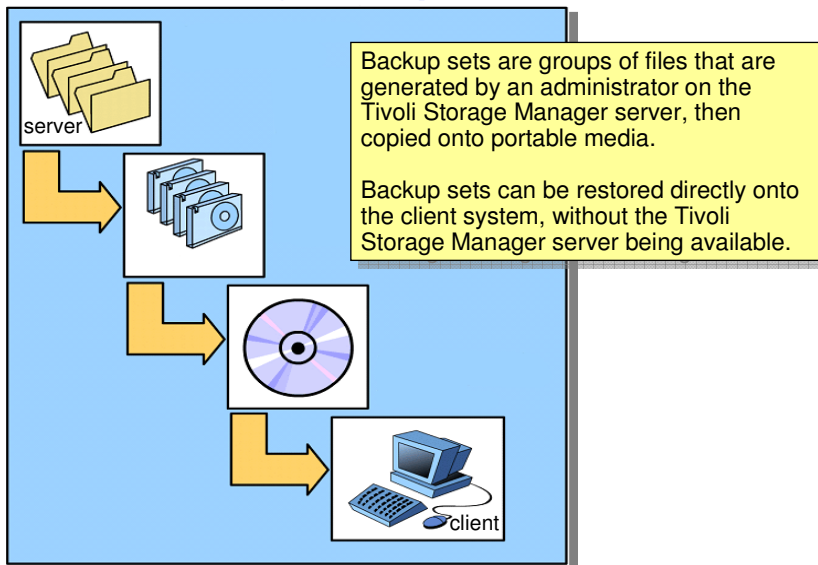 server
Backup sets are groups of files that are
generated by an administrator on the
Tivoli Storage Manager server, then
copied onto portable media.
Backup sets can be restored directly onto
the client system, without the Tivoli
Storage Manager server being available.
client